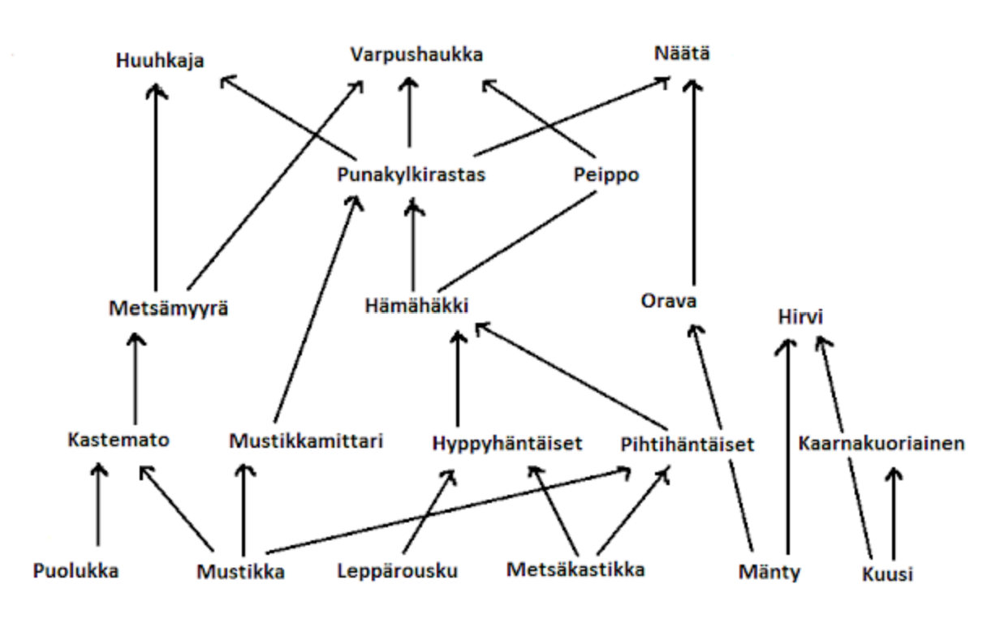 Huuhkaja
Varpushaukka
Näätä
Punakylkirastas
Peippo
Metsämyyrä
Hämähäkki
Orava
Hirvi
Kastemato
Mustikkamittari
Hyppyhäntäiset
Pihtihäntäiset
Kaarnakuoriainen
Puolukka
Mustikka
Leppärousku
Metsäkastikka
Mänty
Kuusi